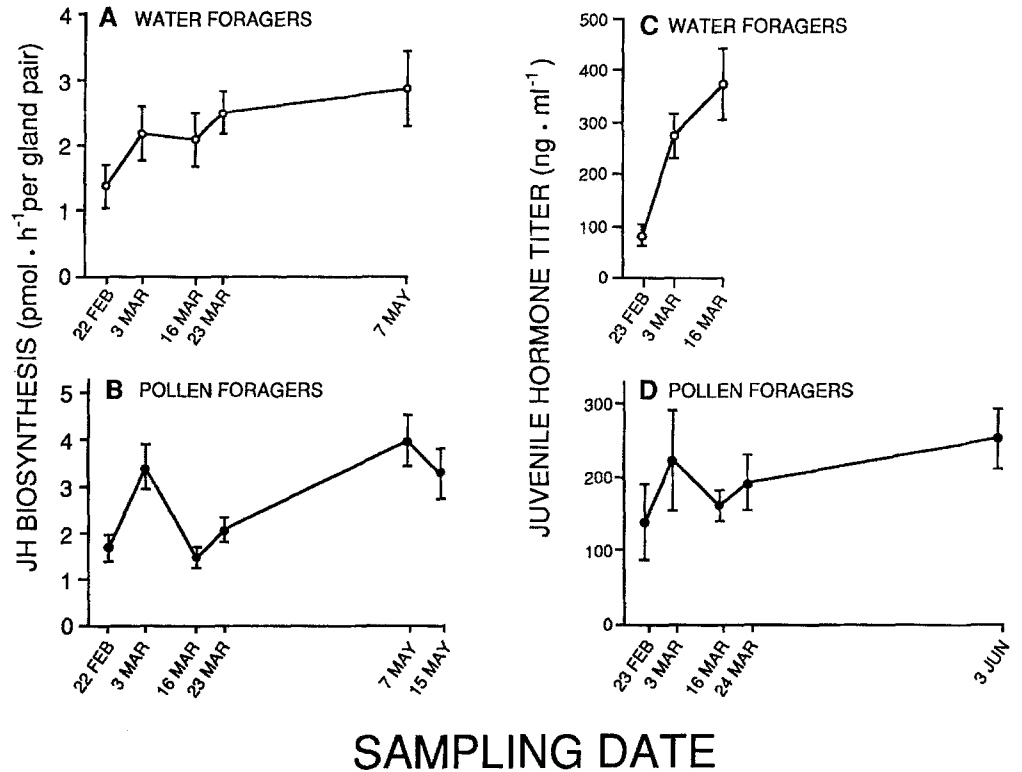 A WATER FORAGERS
4
3
2
1
0
22 FEB
3 MAR
16 MAR
23 MAR
7 MAY
B POLLEN FORAGERS
5
4
3
2
1
0
22 FEB
3 MAR
16 MAR
23 MAR
7 MAY
15 MAY
JH BIOSYNTHESIS (pmol · h⁻¹per gland pair)
C WATER FORAGERS
500
400
300
200
100
0
23 FEB
3 MAR
16 MAR
D POLLEN FORAGERS
300
200
100
0
23 FEB
3 MAR
16 MAR
24 MAR
3 JUN
JUVENILE HORMONE TITER (ng · ml⁻¹)
SAMPLING DATE